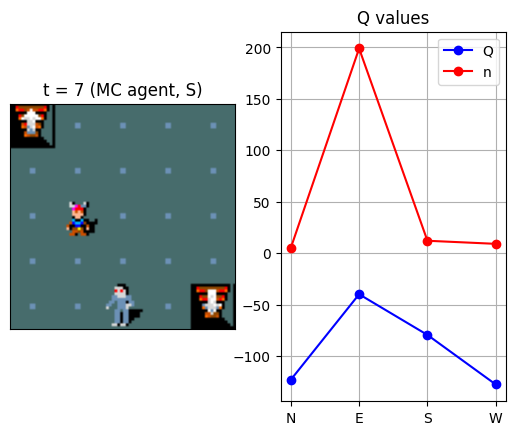 t = 7 (MC agent, S)
Q values
Q
n
200
150
100
50
0
−50
−100
N E S W